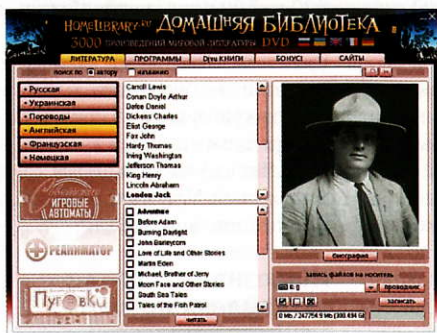 HOMELIBRARY.RU ДОМАШНЯЯ БИБЛИОТЕКА
3000 ПРОИЗВЕДЕНИЙ МИРОВОЙ ЛИТЕРАТУРЫ DVD
ЛИТЕРАТУРА ПРОГРАММЫ Djvu КНИГИ БОНУС! САЙТЫ
поиск по автору названию
• Русская
• Украинская
• Переводы
• Английская
• Французская
• Немецкая
ИГРОВЫЕ
АВТОМАТЫ
РЕАНИМАТОР
Пуговки
Carroll Lewis
Conan Doyle Arthur
Defoe Daniel
Dickens Charles
Eliot George
Fox John
Hardy Thomas
Irving Washington
Jefferson Thomas
King Henry
Lincoln Abraham
London Jack
Adventure
Before Adam
Burning Daylight
John Barleycorn
Love of Life and Other Stories
Martin Eden
Michael, Brother of Jerry
Moon Face and Other Stories
South Sea Tales
Tales of the Fish Patrol
читать
биография
запись файлов на носитель
проводник
записать